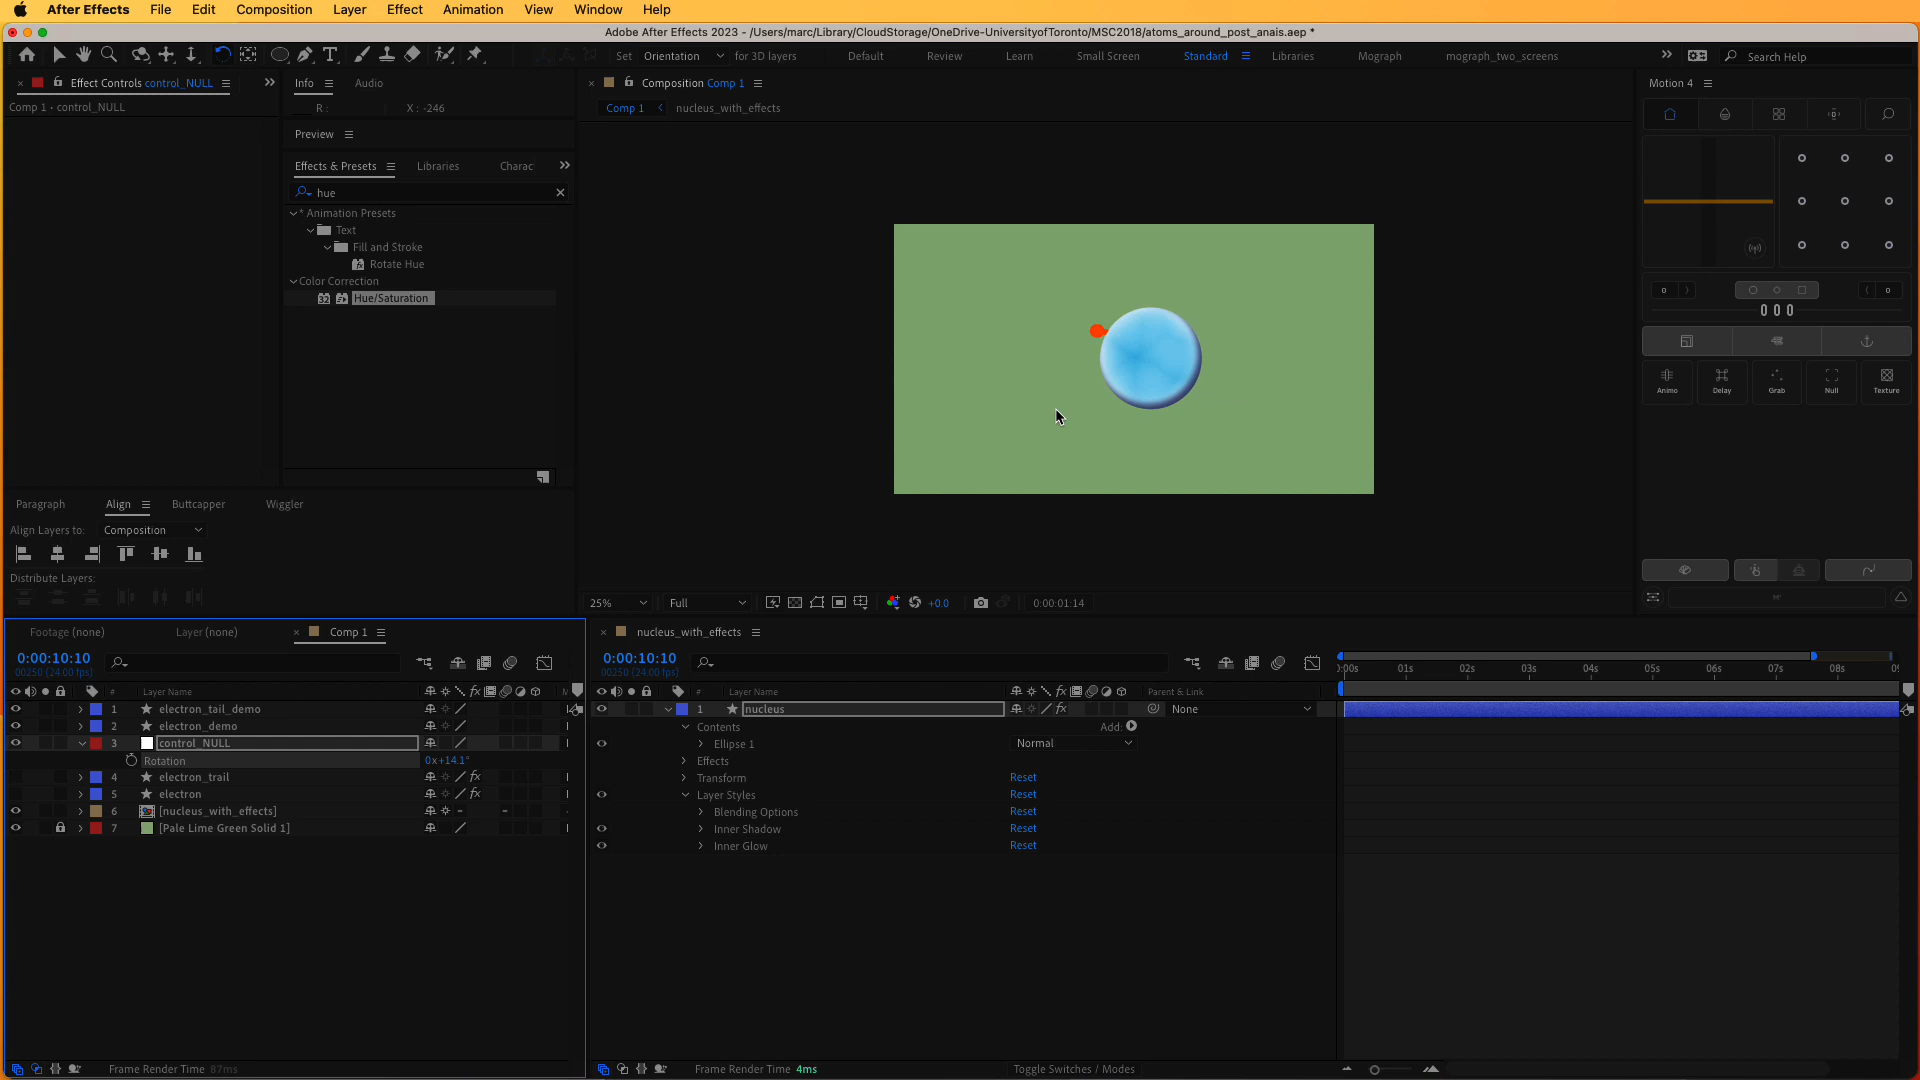 After Effects File Edit Composition Layer Effect Animation View Window Help
Adobe After Effects 2023 - /Users/marc/Library/CloudStorage/OneDrive-UniversityofToronto/MSC2018/atoms_around_post_anais.aep *
Set Orientation for 3D layers Default Review Learn Small Screen Standard Libraries Mograph mograph_two_screens Search Help
Effect Controls control_NULL
Comp 1 · control_NULL
Info Audio
R : X : -246
Preview
Effects & Presets Libraries Charac
hue
* Animation Presets
Text
Fill and Stroke
Rotate Hue
Color Correction
32 Hue/Saturation
Paragraph Align Buttcapper Wiggler
Align Layers to: Composition
Distribute Layers:
Composition Comp 1
Comp 1 nucleus_with_effects
25% Full +0.0 0:00:01:14
Motion 4
0 0
0 0 0
Animo Delay Grab Null Texture
Footage (none) Layer (none) Comp 1
0:00:10:10
00250 (24.00 fps)
# Layer Name M
1 electron_tail_demo
2 electron_demo
3 control_NULL
Rotation 0x+14.1°
4 electron_trail
5 electron
6 [nucleus_with_effects]
7 [Pale Lime Green Solid 1]
Frame Render Time 87ms
nucleus_with_effects
0:00:10:10
00250 (24.00 fps)
# Layer Name Parent & Link
1 nucleus None
Contents Add:
Ellipse 1 Normal
Effects
Transform Reset
Layer Styles Reset
Blending Options Reset
Inner Shadow Reset
Inner Glow Reset
Frame Render Time 4ms Toggle Switches / Modes
:00s 01s 02s 03s 04s 05s 06s 07s 08s